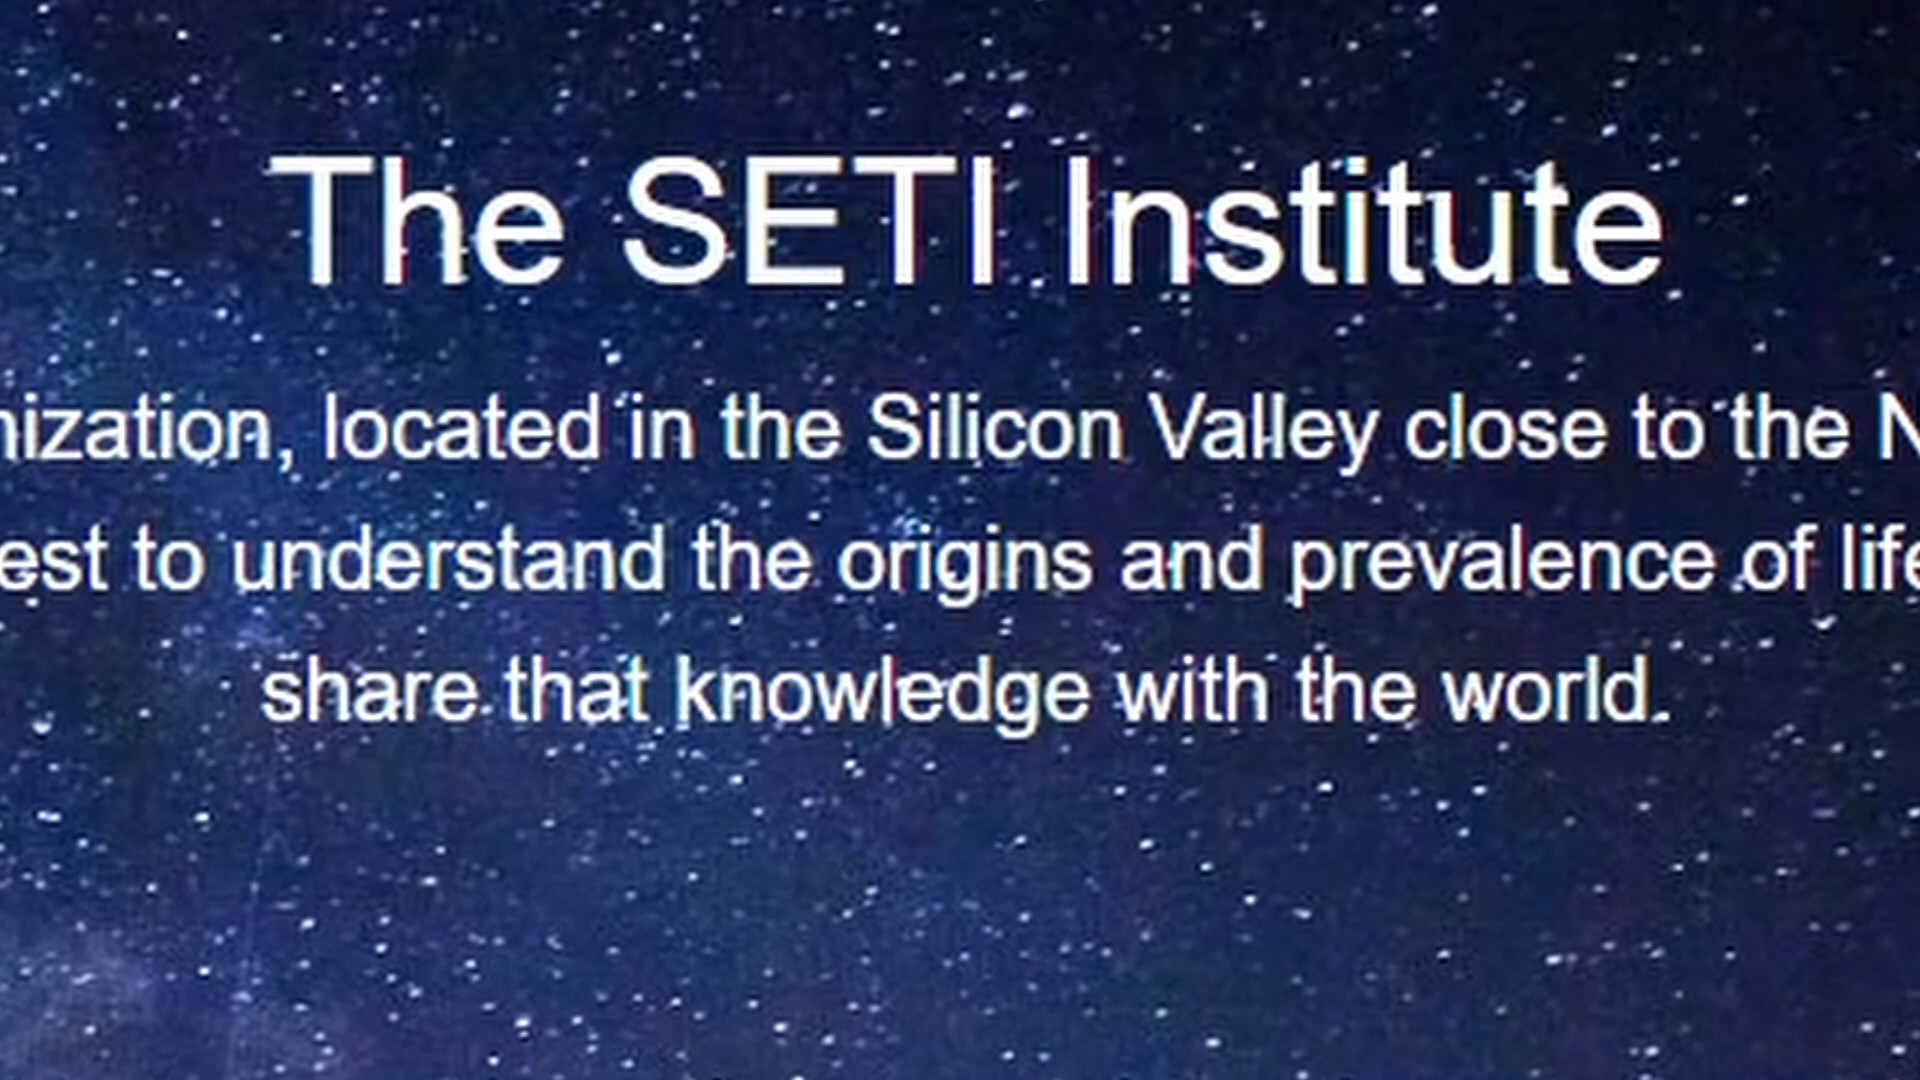 The SETI Institute
nization, located in the Silicon Valley close to the N
est to understand the origins and prevalence of life
share that knowledge with the world.